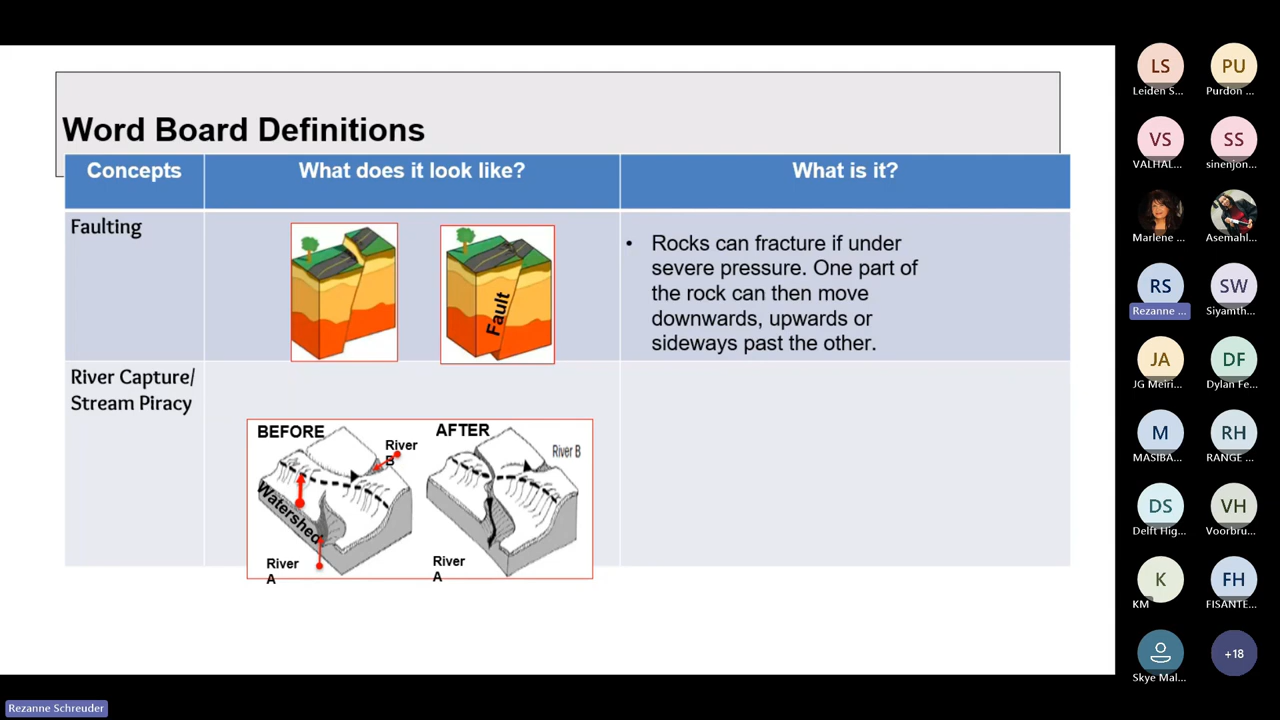 Word Board Definitions
Concepts
What does it look like?
What is it?
Faulting
Fault
• Rocks can fracture if under
severe pressure. One part of
the rock can then move
downwards, upwards or
sideways past the other.
River Capture/
Stream Piracy
BEFORE
River
B
Watershed
River
A
AFTER
River B
River
A
LS
Leiden S...
PU
Purdon ...
VS
VALHAL...
SS
sinenjon...
Marlene ...
Asemahl...
RS
Rezanne ...
SW
Siyamth...
JA
JG Meiri...
DF
Dylan Fe...
M
MASIBA...
RH
RANGE ...
DS
Delft Hig...
VH
Voorbru...
K
KM
FH
FISANTE...
Skye Mal...
+18
Rezanne Schreuder